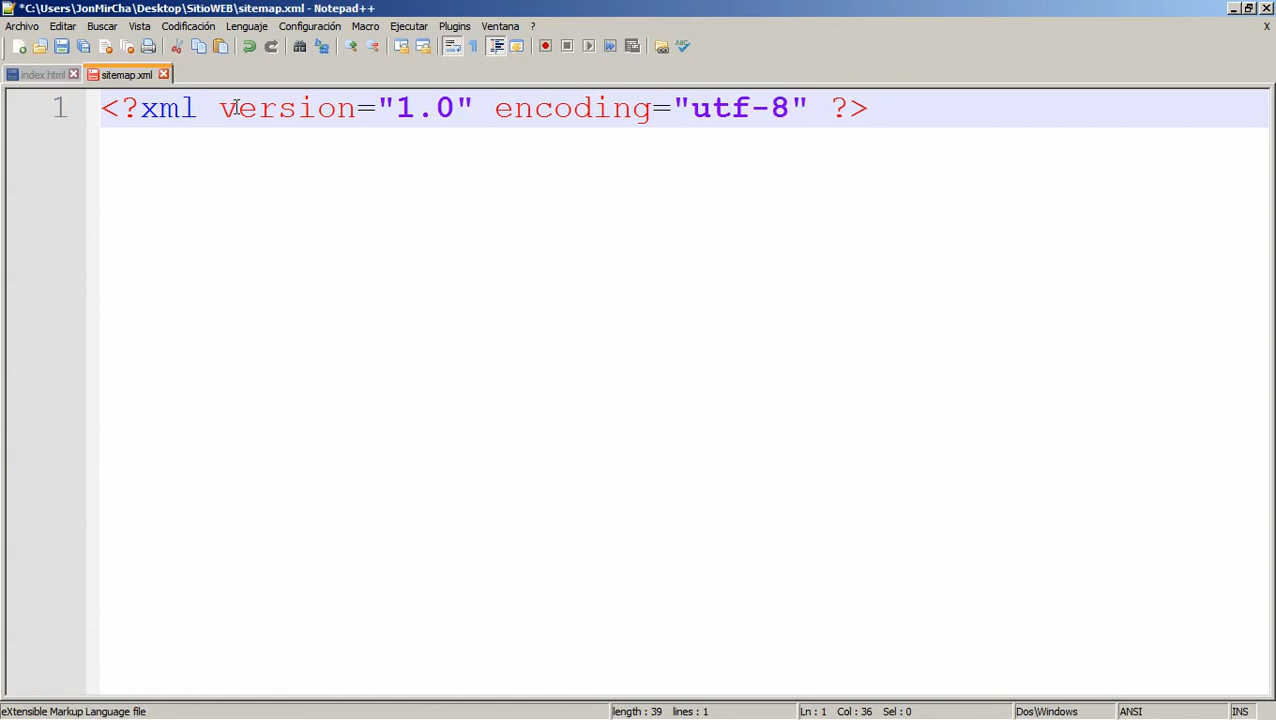 *C:\Users\JonMirCha\Desktop\SitioWEB\sitemap.xml - Notepad++
Archivo Editar Buscar Vista Codificación Lenguaje Configuración Macro Ejecutar Plugins Ventana ? X
index.html sitemap.xml
1 <?xml version="1.0" encoding="utf-8" ?>
eXtensible Markup Language file length : 39 lines : 1 Ln : 1 Col : 36 Sel : 0 Dos\Windows ANSI INS